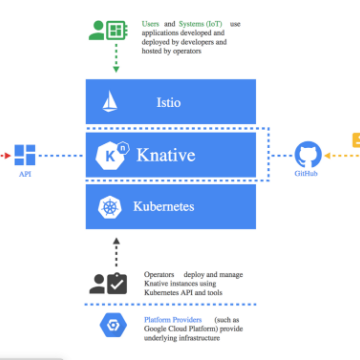 Users and Systems (IoT) use
applications developed and
deployed by developers and
hosted by operators
Istio
K n Knative
API
GitHub
Kubernetes
Operators deploy and manage
Knative instances using
Kubernetes API and tools
Platform Providers (such as
Google Cloud Platform) provide
underlying infrastructure